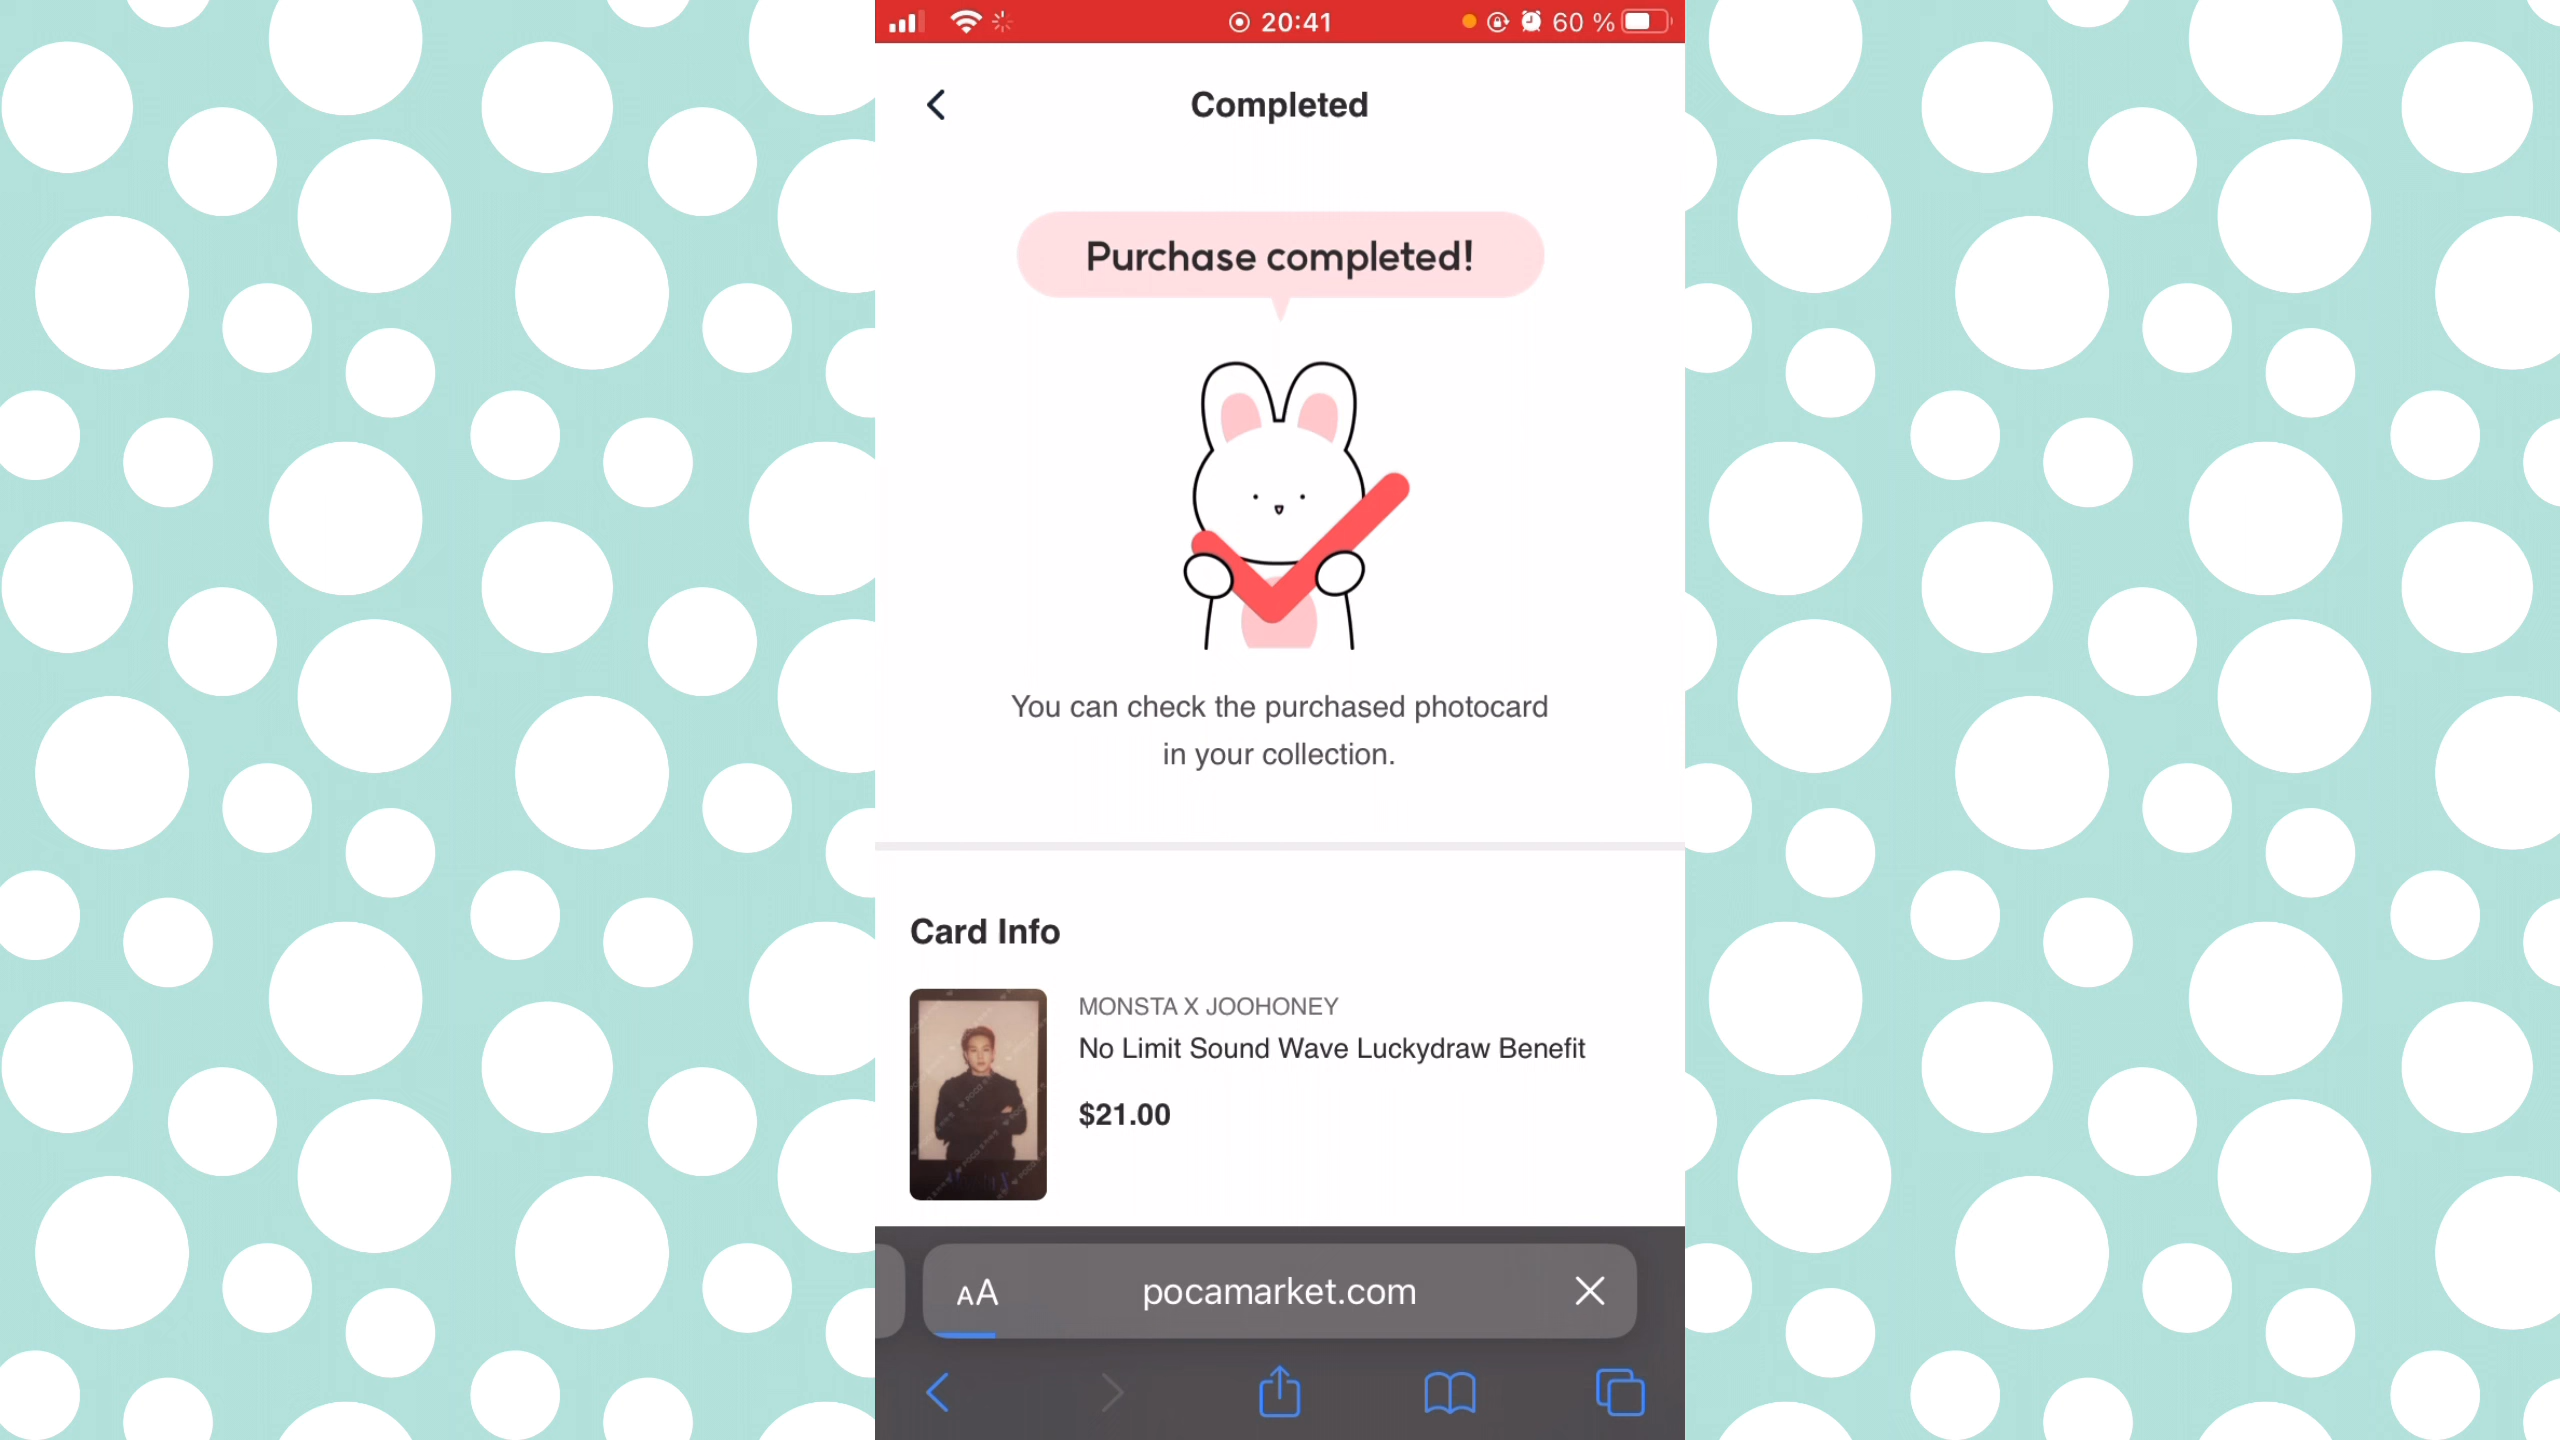 20:41
60 %
Completed
Purchase completed!
You can check the purchased photocard
in your collection.
Card Info
MONSTA X JOOHONEY
No Limit Sound Wave Luckydraw Benefit
$21.00
AA
pocamarket.com